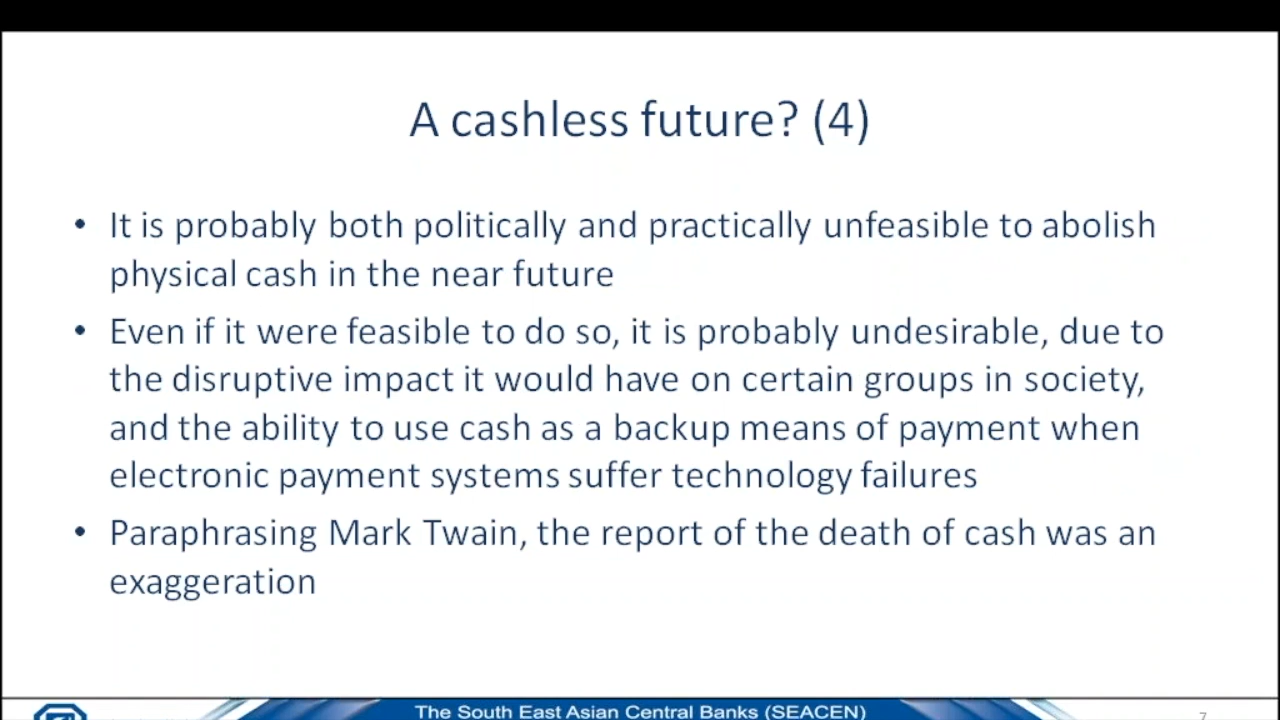 A cashless future? (4)
• It is probably both politically and practically unfeasible to abolish
physical cash in the near future
• Even if it were feasible to do so, it is probably undesirable, due to
the disruptive impact it would have on certain groups in society,
and the ability to use cash as a backup means of payment when
electronic payment systems suffer technology failures
• Paraphrasing Mark Twain, the report of the death of cash was an
exaggeration
The South East Asian Central Banks (SEACEN)
7